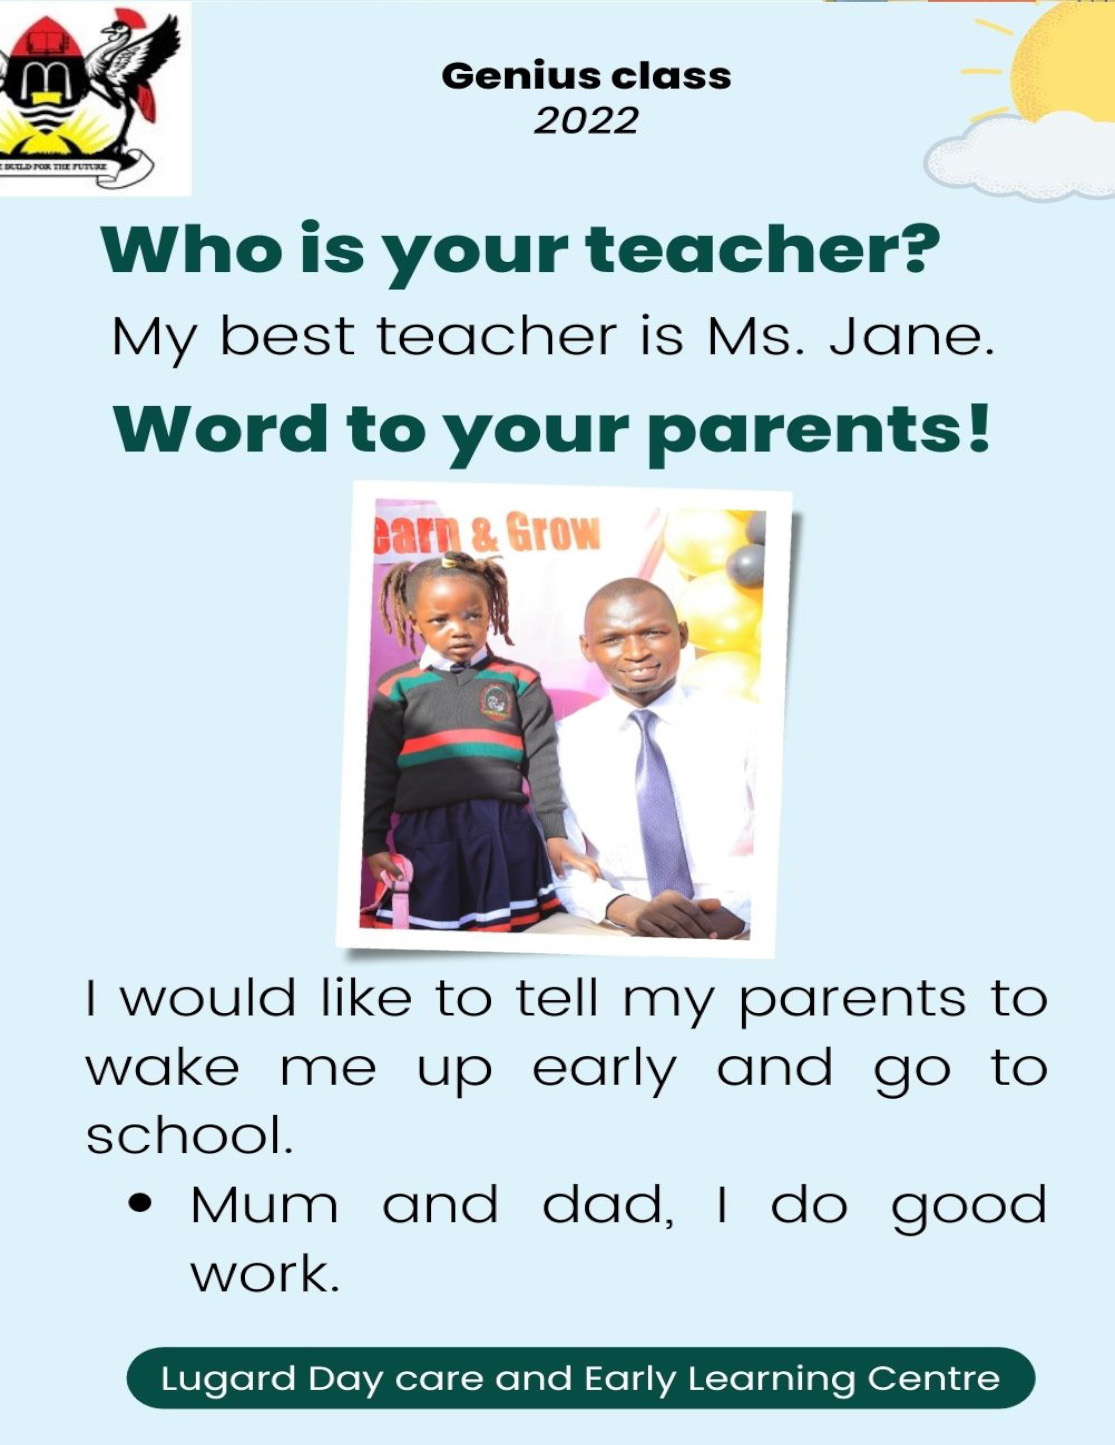 BUILD FOR THE FUTURE
Genius class
2022
Who is your teacher?
My best teacher is Ms. Jane.
Word to your parents!
earn & Grow
I would like to tell my parents to
wake me up early and go to
school.
• Mum and dad, I do good
work.
Lugard Day care and Early Learning Centre